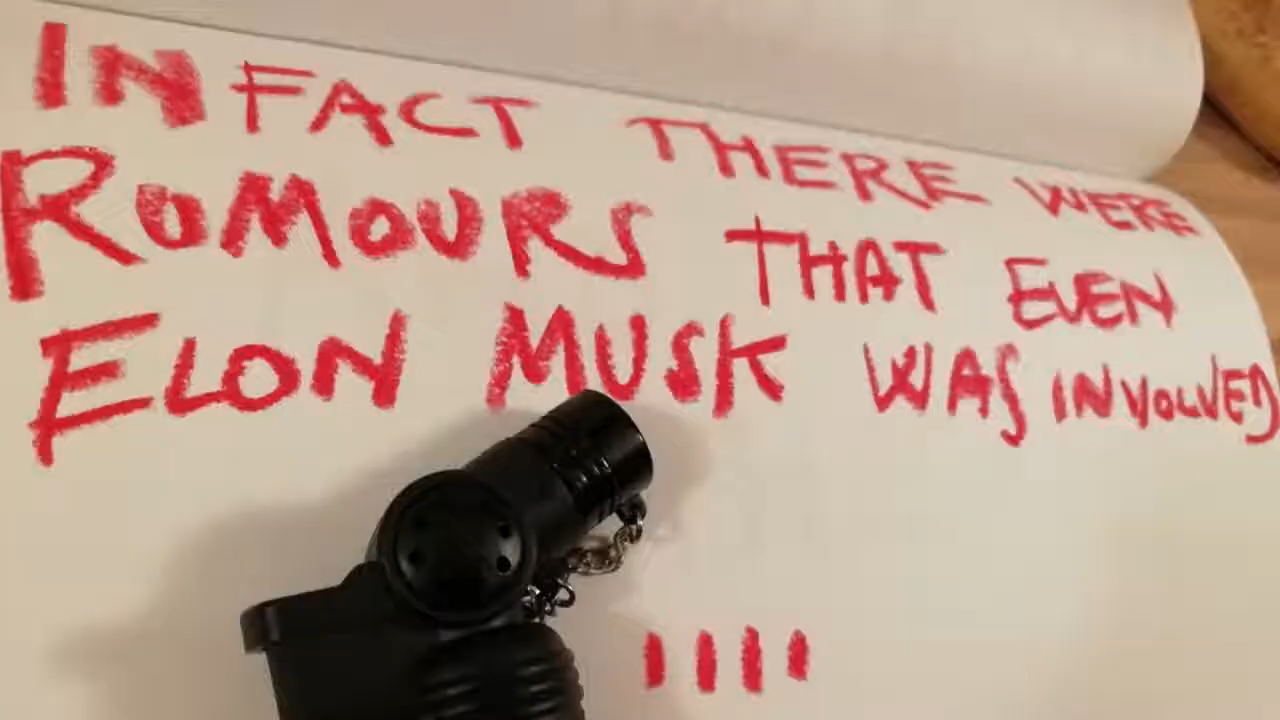 IN FACT THERE WERE
ROMOURS THAT EVEN
ELON MUSK WAS INVOLVED